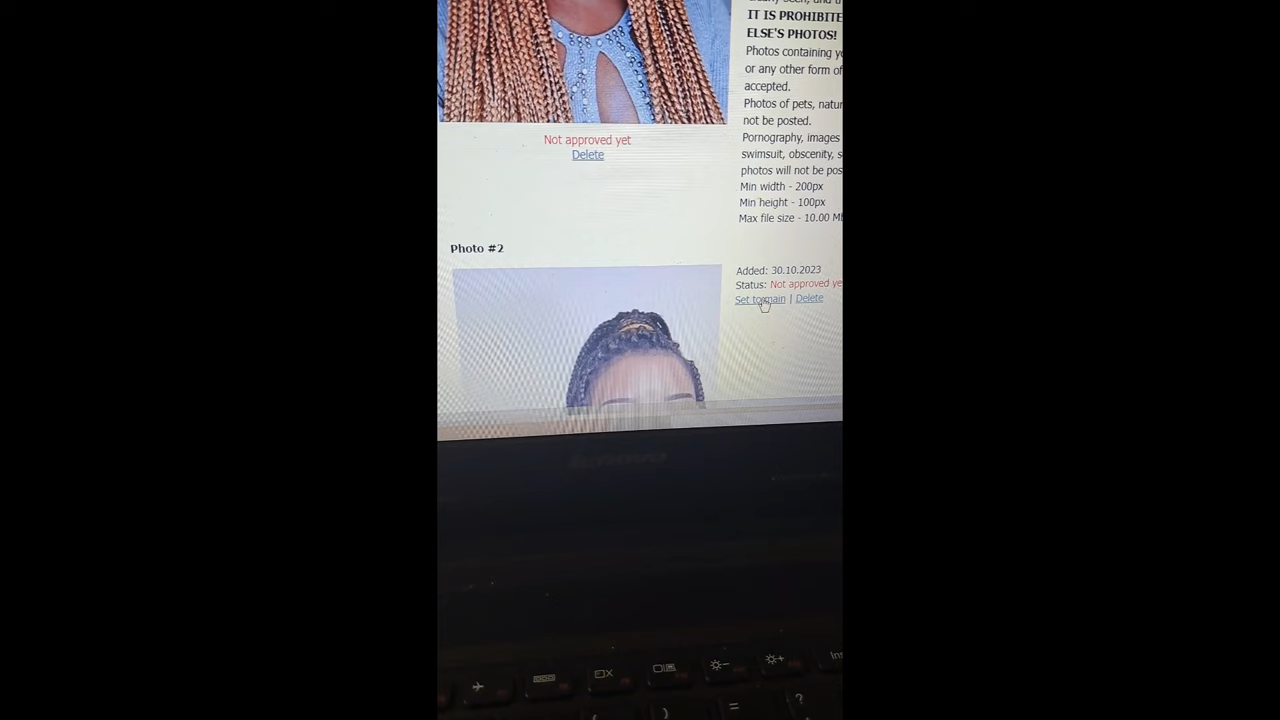 IT IS PROHIBITE
ELSE'S PHOTOS!
Photos containing
or any other form of
accepted.
Photos of pets, natur
not be posted.
Pornography, images
swimsuit, obscenity, s
photos will not be pos
Min width - 200px
Min height - 100px
Max file size - 10.00 M
Not approved yet
Delete
Photo #2
Added: 30.10.2023
Status: Not approved ye
Set to main | Delete
Ins